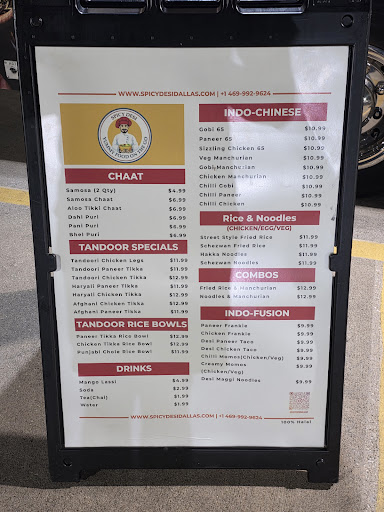 WWW.SPICYDESIDALLAS.COM | +1 469-992-9624
SPICY DESI
CHAAT
Samosa (2 Qty) $4.99
Samosa Chaat $6.99
Aloo Tikki Chaat $6.99
Dahi Puri $6.99
Pani Puri $6.99
Bhel Puri $6.99
TANDOOR SPECIALS
Tandoori Chicken Legs $11.99
Tandoori Paneer Tikka $11.99
Tandoori Chicken Tikka $12.99
Haryali Paneer Tikka $11.99
Haryali Chicken Tikka $12.99
Afghani Chicken Tikka $12.99
Afghani Paneer Tikka $11.99
TANDOOR RICE BOWLS
Paneer Tikka Rice Bowl $12.99
Chicken Tikka Rice Bowl $12.99
Punjabi Chole Rice Bowl $11.99
DRINKS
Mango Lassi $4.99
Soda $2.99
Tea(Chai) $1.99
Water $1.99
INDO-CHINESE
Gobi 65 $10.99
Paneer 65 $10.99
Sizzling Chicken 65 $10.99
Veg Manchurian $10.99
Gobi Manchurian $10.99
Chicken Manchurian $10.99
Chilli Gobi $10.99
Chilli Paneer $10.99
Chilli Chicken $10.99
Rice & Noodles
(CHICKEN/EGG/VEG)
Street Style Fried Rice $11.99
Schezwan Fried Rice $11.99
Hakka Noodles $11.99
Schezwan Noodles $11.99
COMBOS
Fried Rice & Manchurian $12.99
Noodles & Manchurian $12.99
INDO-FUSION
Paneer Frankie $9.99
Chicken Frankie $9.99
Desi Paneer Taco $9.99
Desi Chicken Taco $9.99
Chilli Momos(Chicken/Veg) $9.99
Creamy Momos $9.99
(Chicken/Veg)
Desi Maggi Noodles $9.99
WWW.SPICYDESIDALLAS.COM | +1 469-992-9624
100% Halal